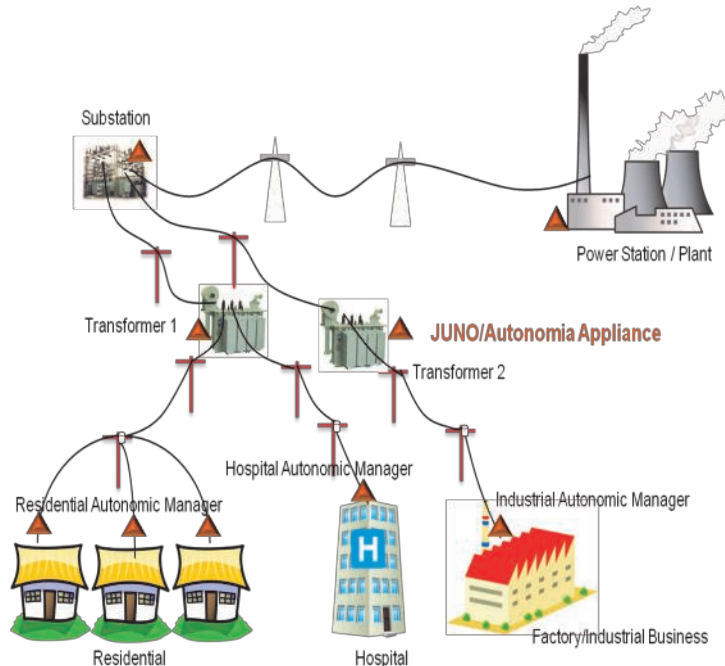 Substation
Power Station / Plant
Transformer 1
JUNO/Autonomia Appliance
Transformer 2
Hospital Autonomic Manager
Residential Autonomic Manager
Industrial Autonomic Manager
H
Factory/Industrial Business
Residential
Hospital